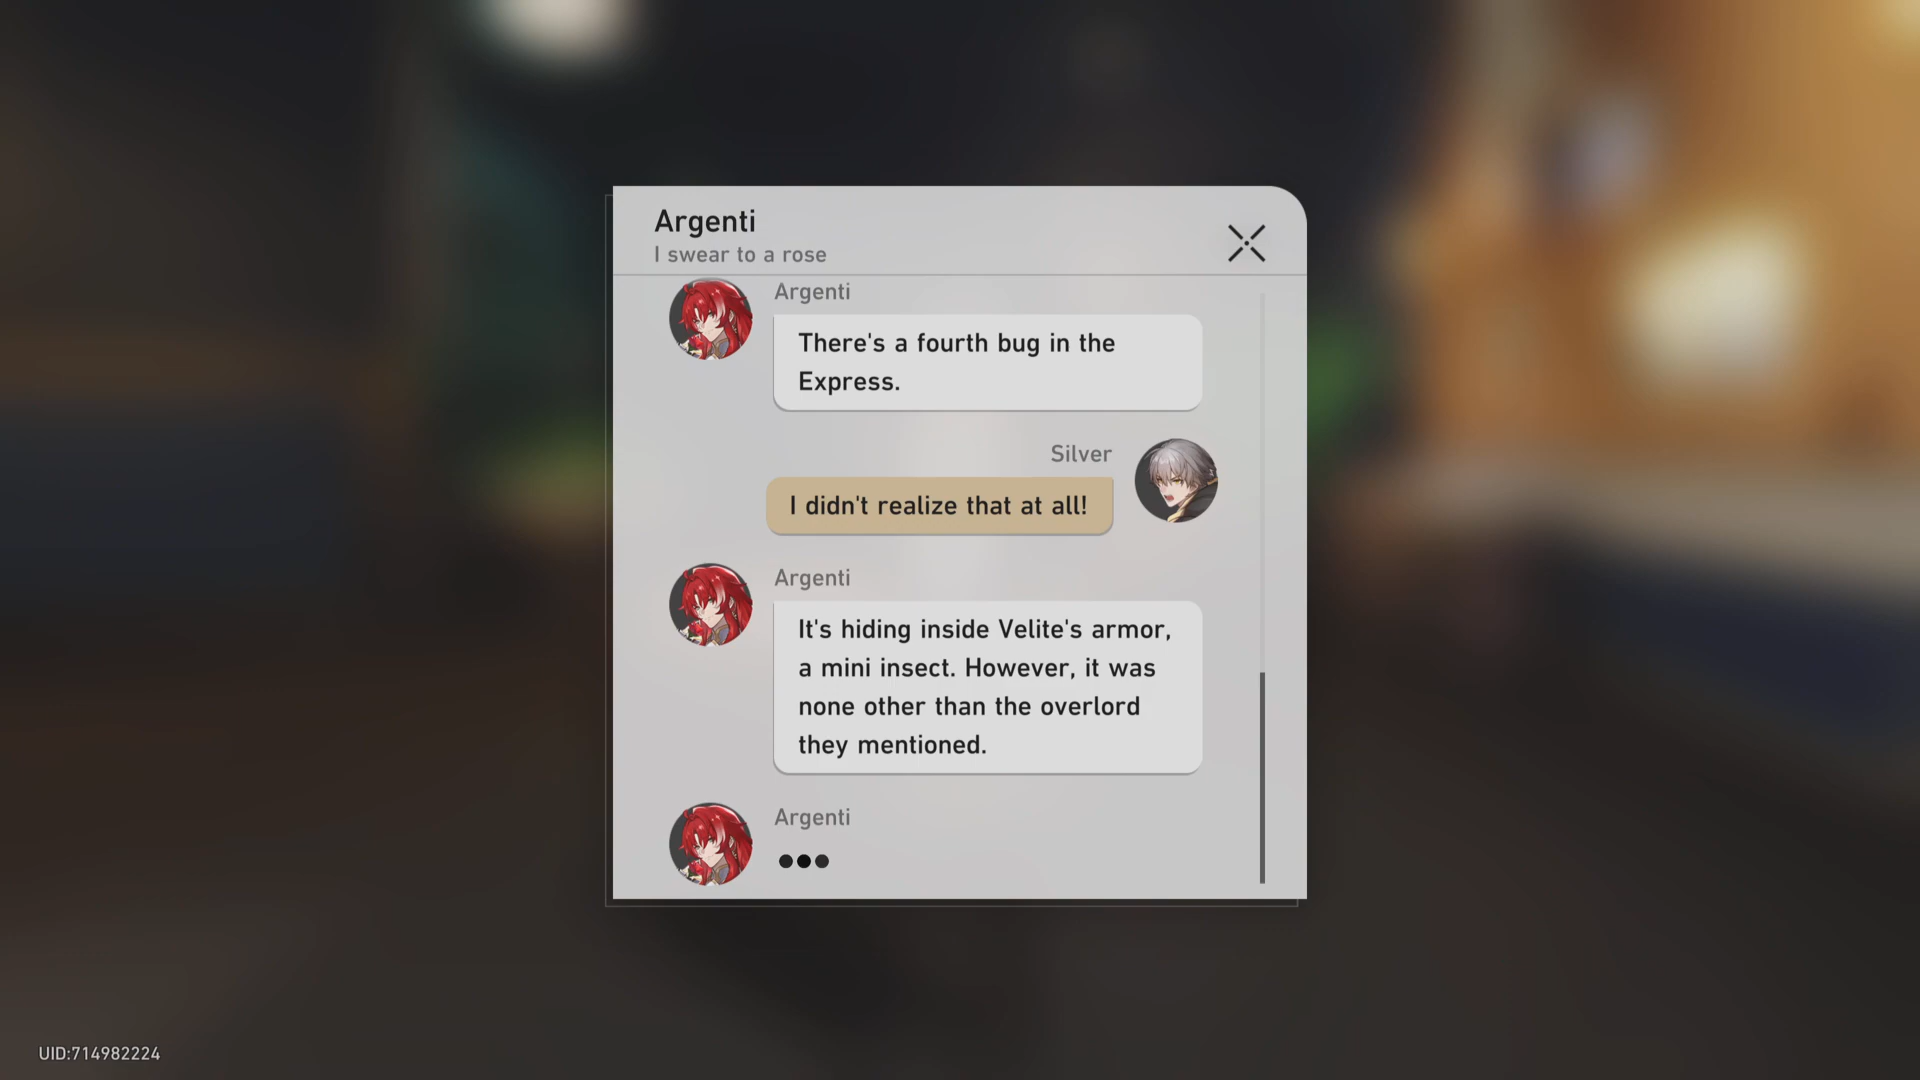 Argenti
I swear to a rose
Argenti
There's a fourth bug in the
Express.
Silver
I didn't realize that at all!
Argenti
It's hiding inside Velite's armor,
a mini insect. However, it was
none other than the overlord
they mentioned.
Argenti
UID:714982224